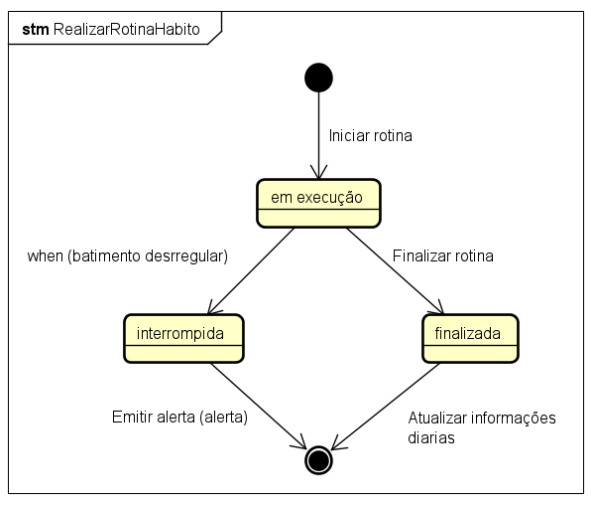 stm RealizarRotinaHabito
Iniciar rotina
em execução
when (batimento desrregular)
Finalizar rotina
interrompida
finalizada
Emitir alerta (alerta)
Atualizar informações
diarias